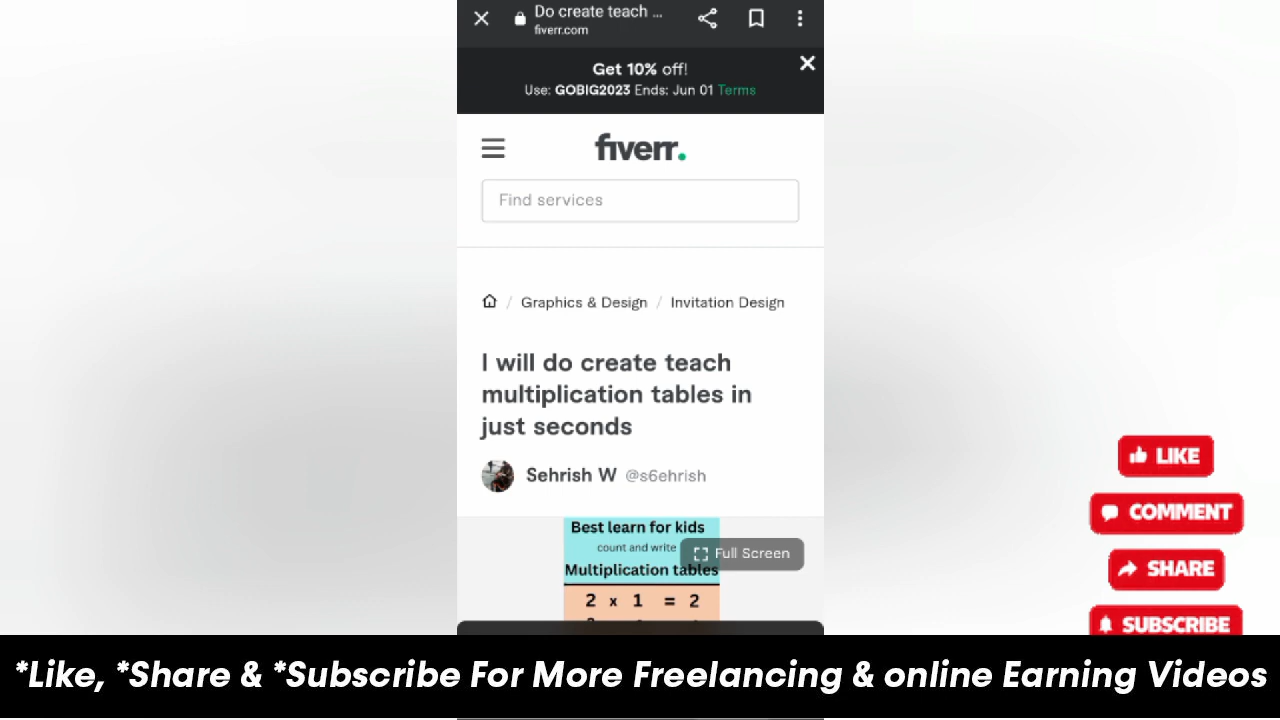 Do create teach ...
fiverr.com
Get 10% off!
Use: GOBIG2023 Ends: Jun 01 Terms
fiverr.
Find services
/ Graphics & Design / Invitation Design
I will do create teach
multiplication tables in
just seconds
Sehrish W @s6ehrish
Best learn for kids
count and write
Full Screen
Multiplication tables
2 x 1 = 2
LIKE
COMMENT
SHARE
SUBSCRIBE
*Like, *Share & *Subscribe For More Freelancing & online Earning Videos